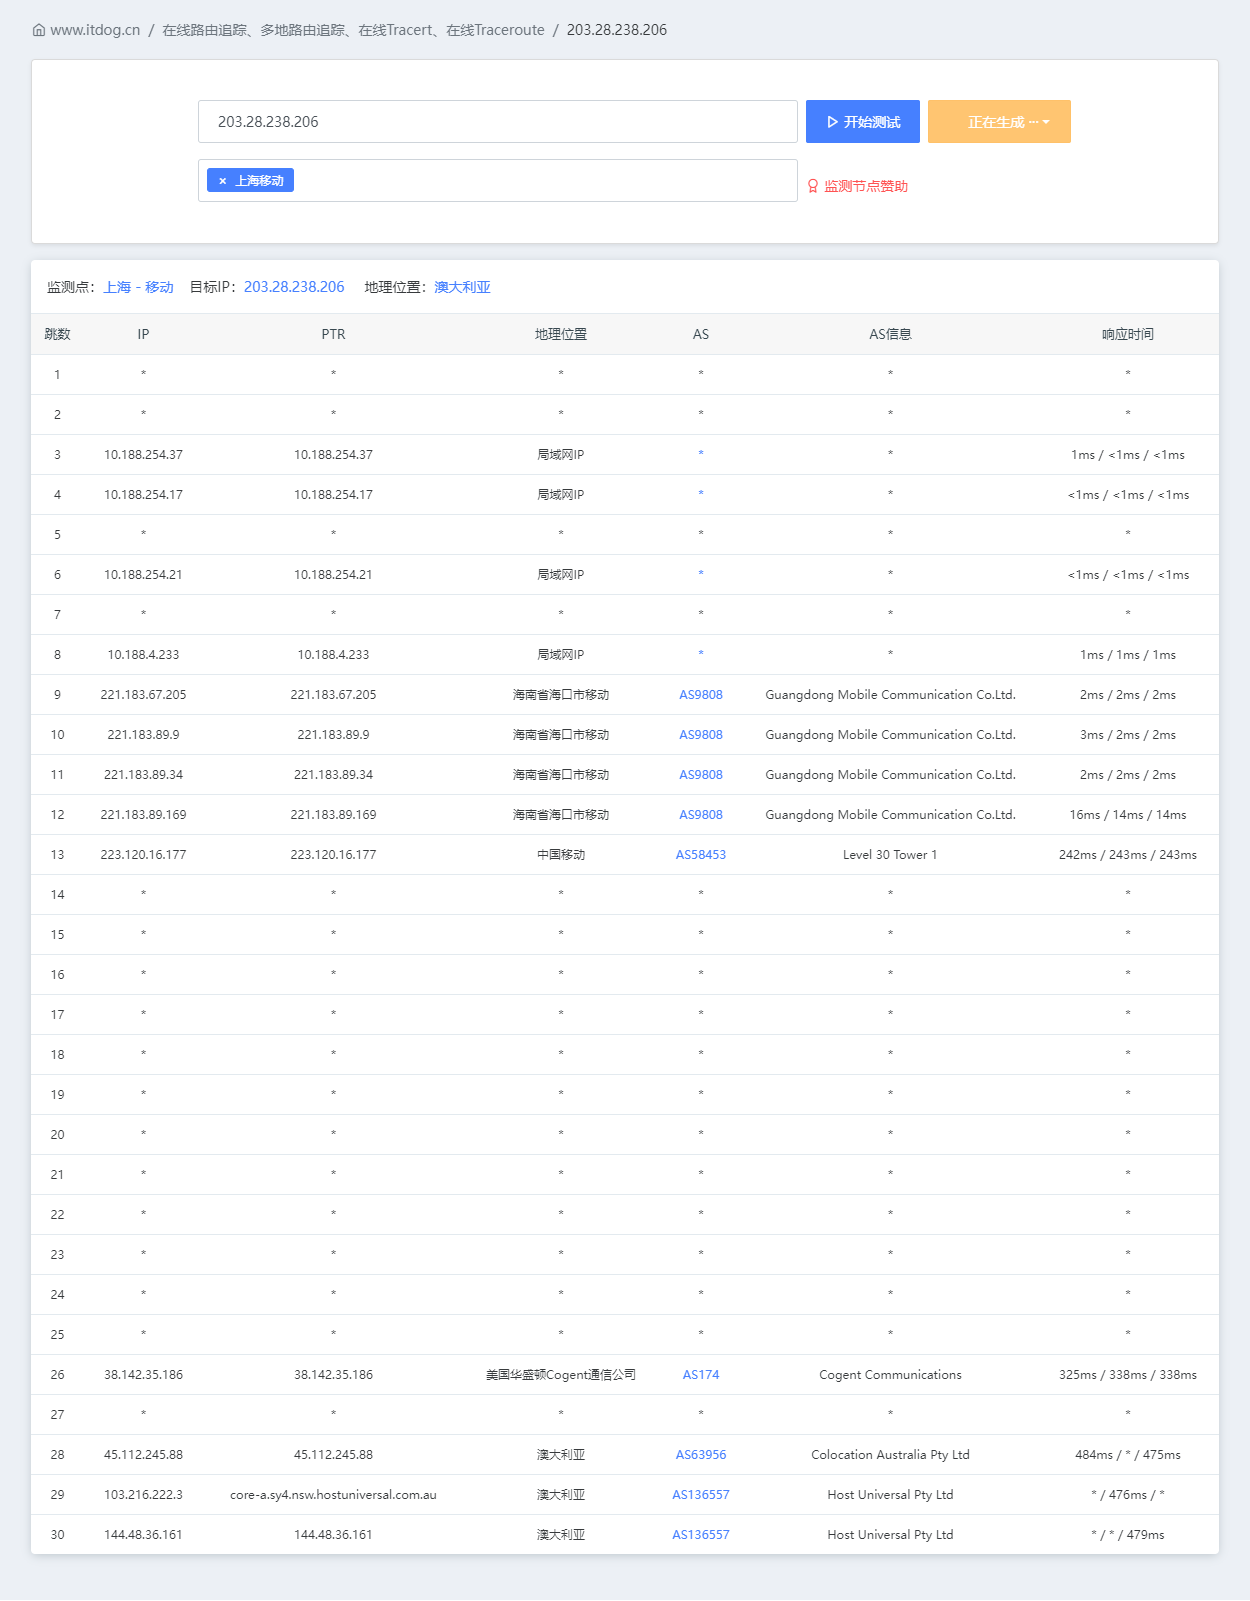 www.itdog.cn / 在线路由追踪、多地路由追踪、在线Tracert、在线Traceroute / 203.28.238.206
203.28.238.206 开始测试 正在生成 ···
× 上海移动 监测节点赞助
监测点：上海 - 移动 目标IP：203.28.238.206 地理位置：澳大利亚
跳数 IP PTR 地理位置 AS AS信息 响应时间
1 * * * * * *
2 * * * * * *
3 10.188.254.37 10.188.254.37 局域网IP * * 1ms / <1ms / <1ms
4 10.188.254.17 10.188.254.17 局域网IP * * <1ms / <1ms / <1ms
5 * * * * * *
6 10.188.254.21 10.188.254.21 局域网IP * * <1ms / <1ms / <1ms
7 * * * * * *
8 10.188.4.233 10.188.4.233 局域网IP * * 1ms / 1ms / 1ms
9 221.183.67.205 221.183.67.205 海南省海口市移动 AS9808 Guangdong Mobile Communication Co.Ltd. 2ms / 2ms / 2ms
10 221.183.89.9 221.183.89.9 海南省海口市移动 AS9808 Guangdong Mobile Communication Co.Ltd. 3ms / 2ms / 2ms
11 221.183.89.34 221.183.89.34 海南省海口市移动 AS9808 Guangdong Mobile Communication Co.Ltd. 2ms / 2ms / 2ms
12 221.183.89.169 221.183.89.169 海南省海口市移动 AS9808 Guangdong Mobile Communication Co.Ltd. 16ms / 14ms / 14ms
13 223.120.16.177 223.120.16.177 中国移动 AS58453 Level 30 Tower 1 242ms / 243ms / 243ms
14 * * * * * *
15 * * * * * *
16 * * * * * *
17 * * * * * *
18 * * * * * *
19 * * * * * *
20 * * * * * *
21 * * * * * *
22 * * * * * *
23 * * * * * *
24 * * * * * *
25 * * * * * *
26 38.142.35.186 38.142.35.186 美国华盛顿Cogent通信公司 AS174 Cogent Communications 325ms / 338ms / 338ms
27 * * * * * *
28 45.112.245.88 45.112.245.88 澳大利亚 AS63956 Colocation Australia Pty Ltd 484ms / * / 475ms
29 103.216.222.3 core-a.sy4.nsw.hostuniversal.com.au 澳大利亚 AS136557 Host Universal Pty Ltd * / 476ms / *
30 144.48.36.161 144.48.36.161 澳大利亚 AS136557 Host Universal Pty Ltd * / * / 479ms